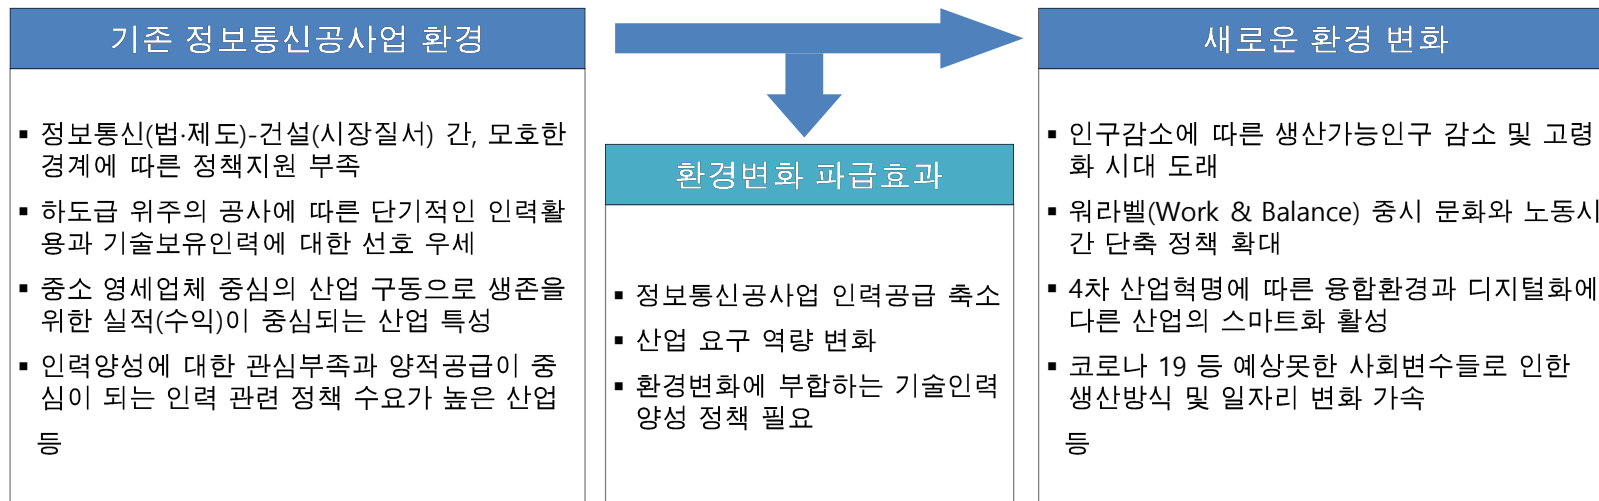 기존 정보통신공사업 환경
▪ 정보통신(법·제도)-건설(시장질서) 간, 모호한
경계에 따른 정책지원 부족
▪ 하도급 위주의 공사에 따른 단기적인 인력활
용과 기술보유인력에 대한 선호 우세
▪ 중소 영세업체 중심의 산업 구동으로 생존을
위한 실적(수익)이 중심되는 산업 특성
▪ 인력양성에 대한 관심부족과 양적공급이 중
심이 되는 인력 관련 정책 수요가 높은 산업
등
환경변화 파급효과
▪ 정보통신공사업 인력공급 축소
▪ 산업 요구 역량 변화
▪ 환경변화에 부합하는 기술인력
양성 정책 필요
새로운 환경 변화
▪ 인구감소에 따른 생산가능인구 감소 및 고령
화 시대 도래
▪ 워라벨(Work & Balance) 중시 문화와 노동시
간 단축 정책 확대
▪ 4차 산업혁명에 따른 융합환경과 디지털화에
다른 산업의 스마트화 활성
▪ 코로나 19 등 예상못한 사회변수들로 인한
생산방식 및 일자리 변화 가속
등